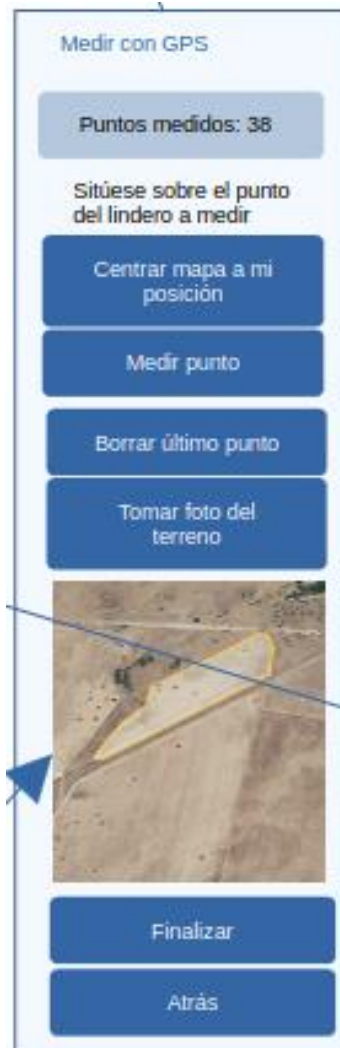 Medir con GPS
Puntos medidos: 38
Sitúese sobre el punto
del lindero a medir
Centrar mapa a mi
posición
Medir punto
Borrar último punto
Tomar foto del
terreno
Finalizar
Atrás